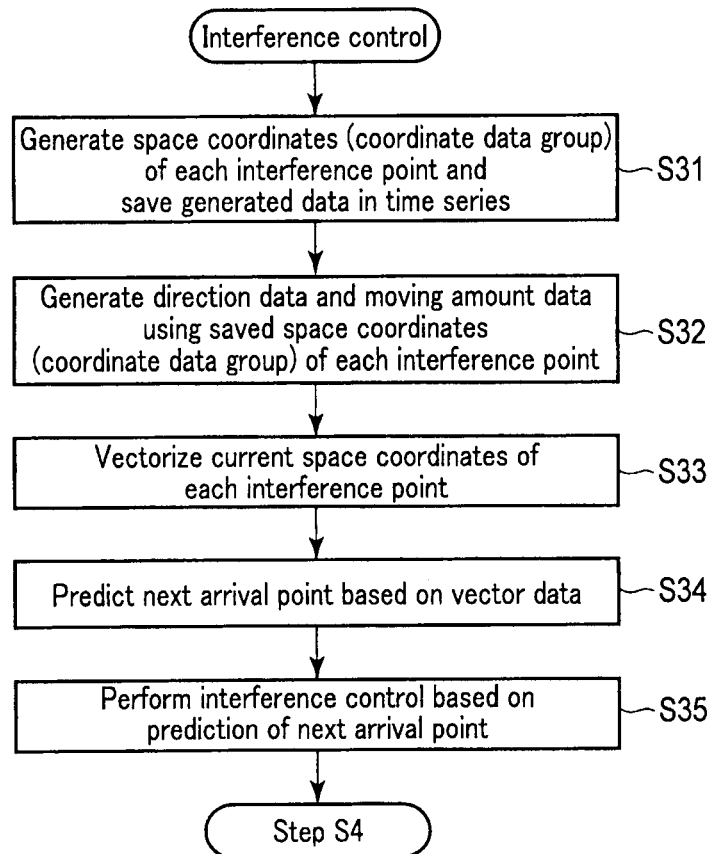 Interference control
Generate space coordinates (coordinate data group)
of each interference point and
save generated data in time series
S31
Generate direction data and moving amount data
using saved space coordinates
(coordinate data group) of each interference point
S32
Vectorize current space coordinates of
each interference point
S33
Predict next arrival point based on vector data
S34
Perform interference control based on
prediction of next arrival point
S35
Step S4